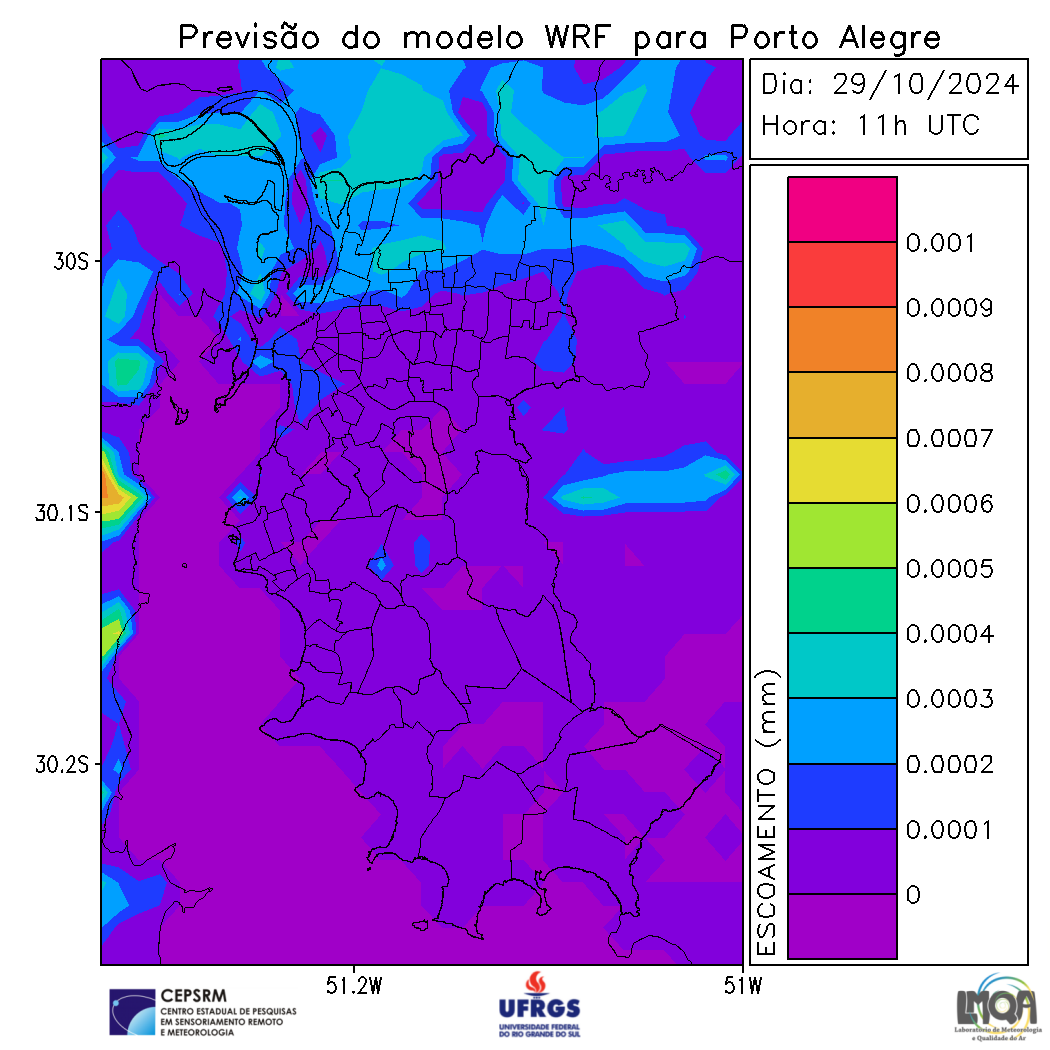 Previsão do modelo WRF para Porto Alegre
Dia: 29/10/2024
Hora: 11h UTC
30S
30.1S
30.2S
51.2W
51W
ESCOAMENTO (mm)
0.001
0.0009
0.0008
0.0007
0.0006
0.0005
0.0004
0.0003
0.0002
0.0001
0
CEPSRM
CENTRO ESTADUAL DE PESQUISAS
EM SENSORIAMENTO REMOTO
E METEOROLOGIA
UFRGS
UNIVERSIDADE FEDERAL
DO RIO GRANDE DO SUL
LMQA
Laboratório de Meteorologia
e Qualidade do Ar